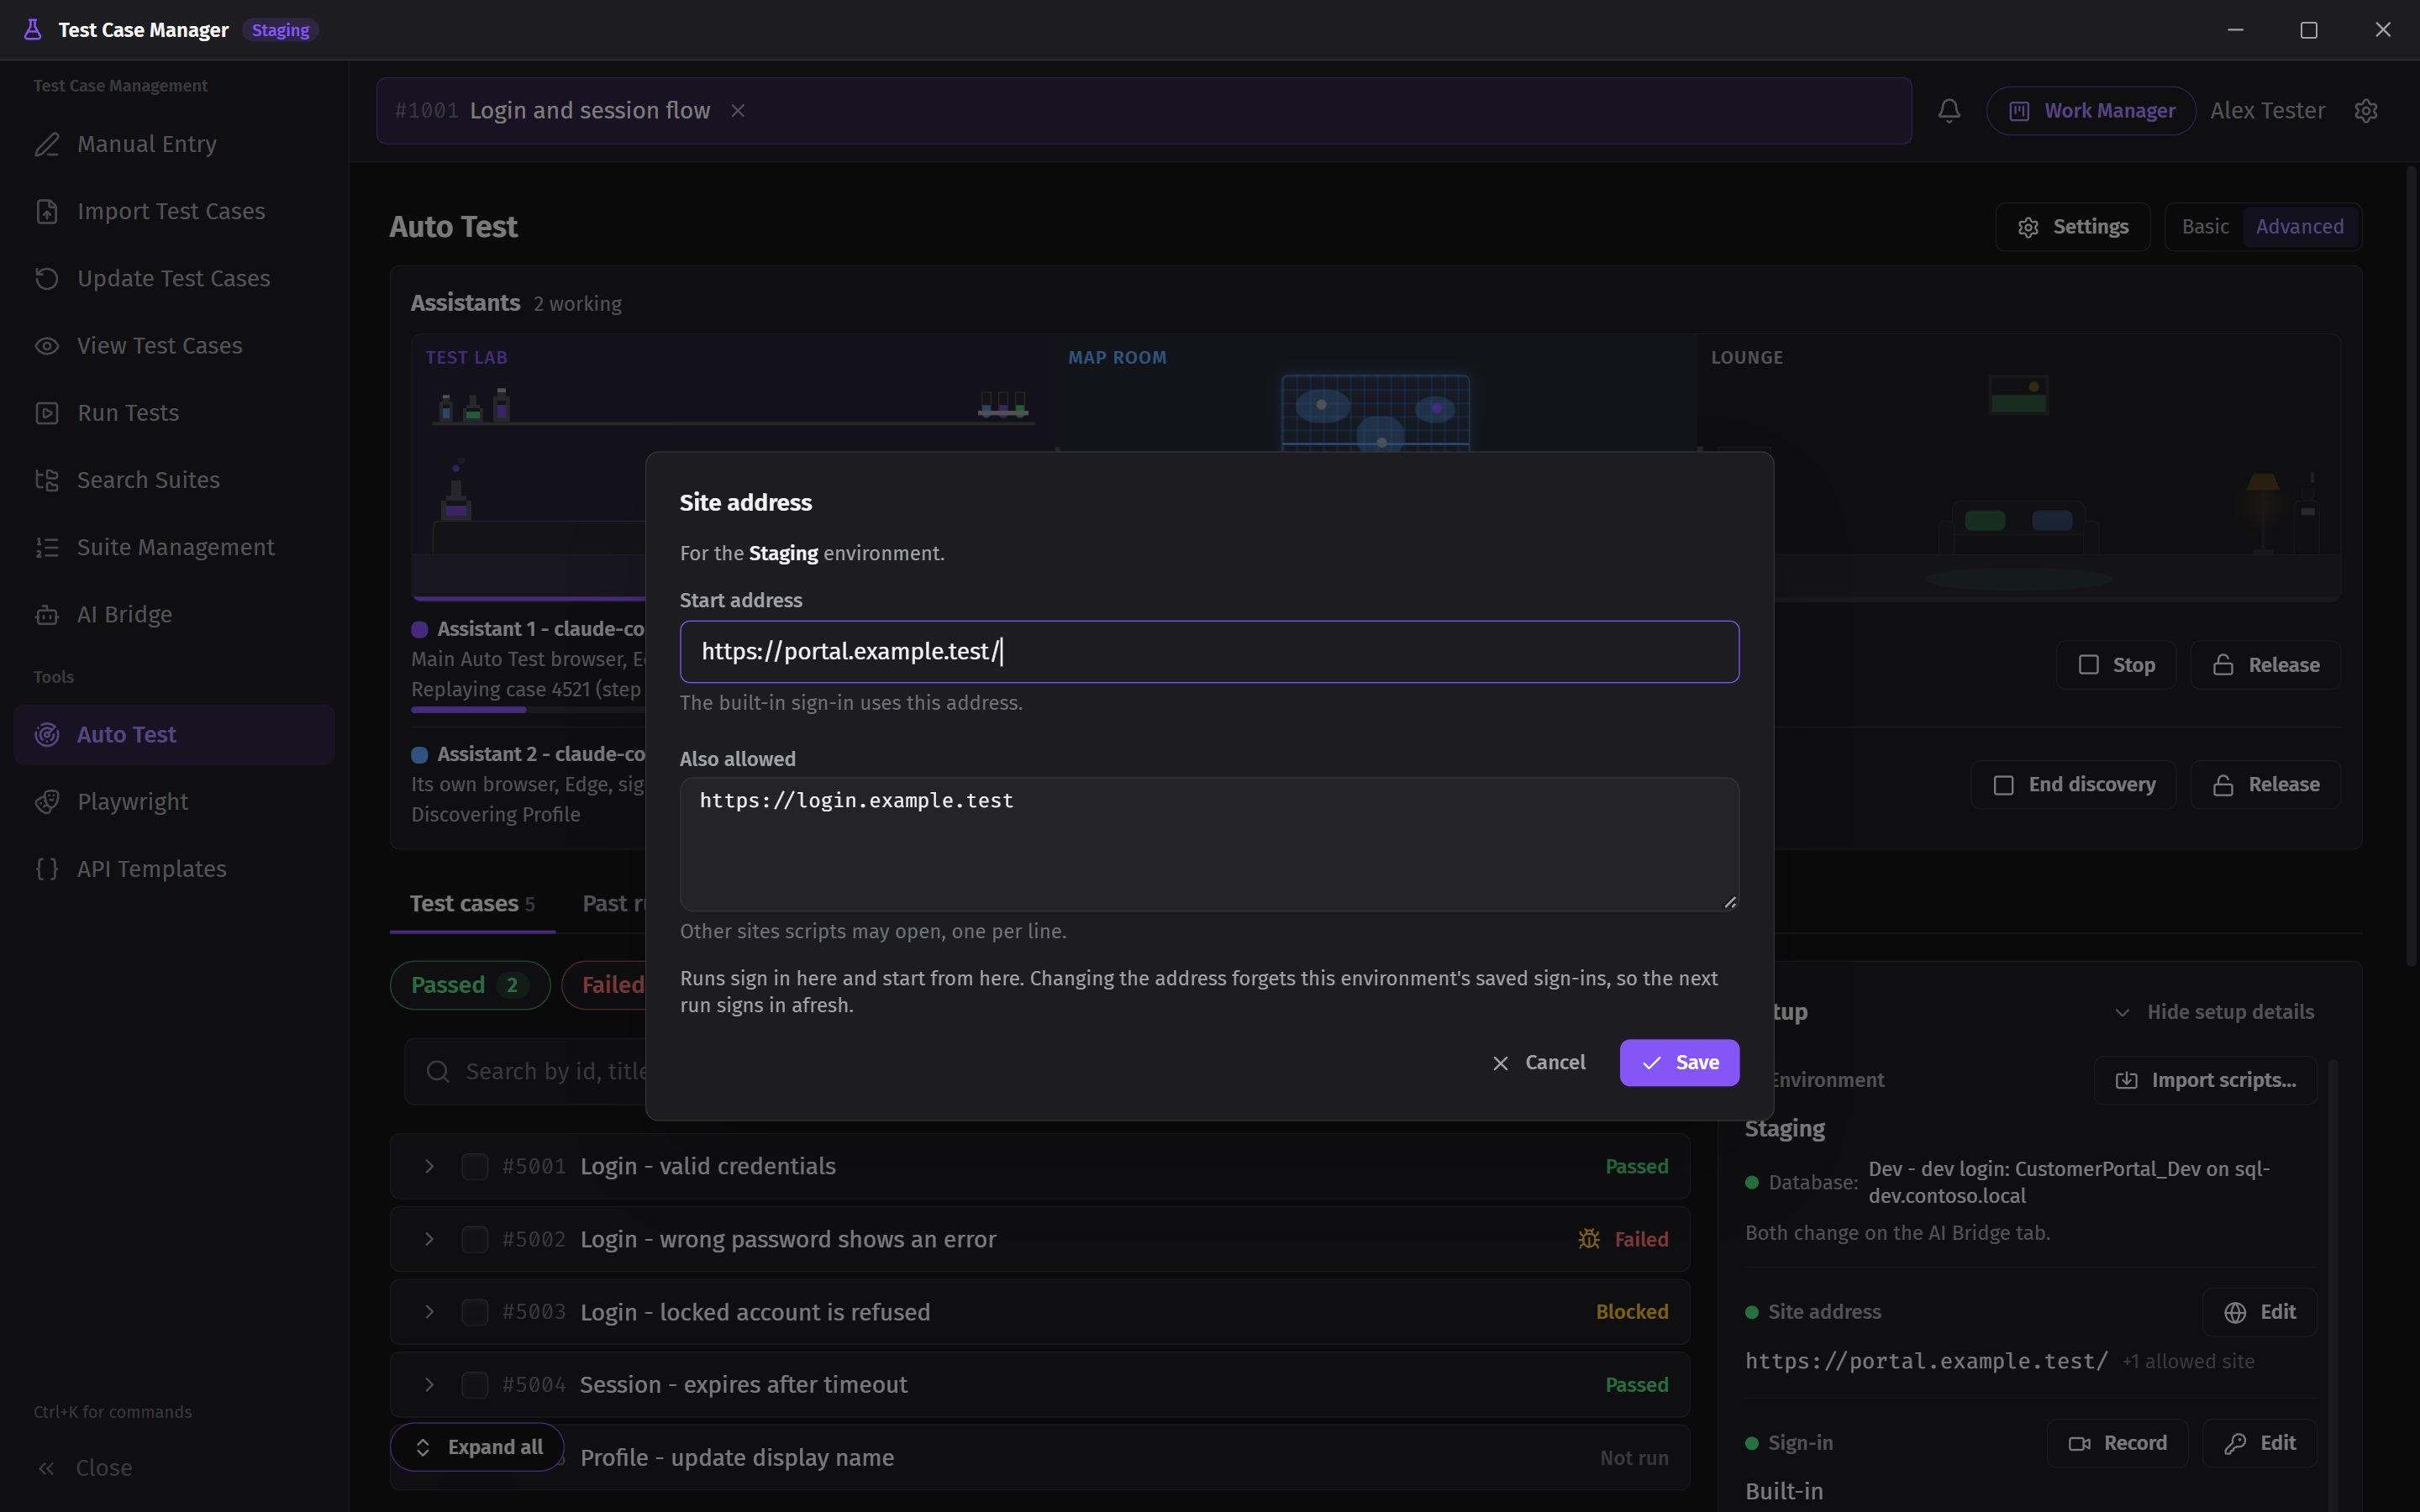 Test Case Manager Staging
Test Case Management
Manual Entry
Import Test Cases
Update Test Cases
View Test Cases
Run Tests
Search Suites
Suite Management
AI Bridge
Tools
Auto Test
Playwright
API Templates
Ctrl+K for commands
Close
#1001 Login and session flow
Work Manager
Alex Tester
Auto Test
Settings
Basic
Advanced
Assistants 2 working
TEST LAB
MAP ROOM
LOUNGE
Assistant 1 - claude-co
Main Auto Test browser, E
Replaying case 4521 (step
Stop
Release
Assistant 2 - claude-co
Its own browser, Edge, sig
Discovering Profile
End discovery
Release
Site address
For the Staging environment.
Start address
https://portal.example.test/
The built-in sign-in uses this address.
Also allowed
https://login.example.test
Other sites scripts may open, one per line.
Runs sign in here and start from here. Changing the address forgets this environment's saved sign-ins, so the next
run signs in afresh.
Cancel
Save
Test cases 5
Past r
Passed 2
Failed
Search by id, title
#5001 Login - valid credentials Passed
#5002 Login - wrong password shows an error Failed
#5003 Login - locked account is refused Blocked
#5004 Session - expires after timeout Passed
Expand all
Profile - update display name Not run
tup
Hide setup details
Environment
Import scripts...
Staging
Database: Dev - dev login: CustomerPortal_Dev on sql-
dev.contoso.local
Both change on the AI Bridge tab.
Site address
Edit
https://portal.example.test/ +1 allowed site
Sign-in
Record
Edit
Built-in